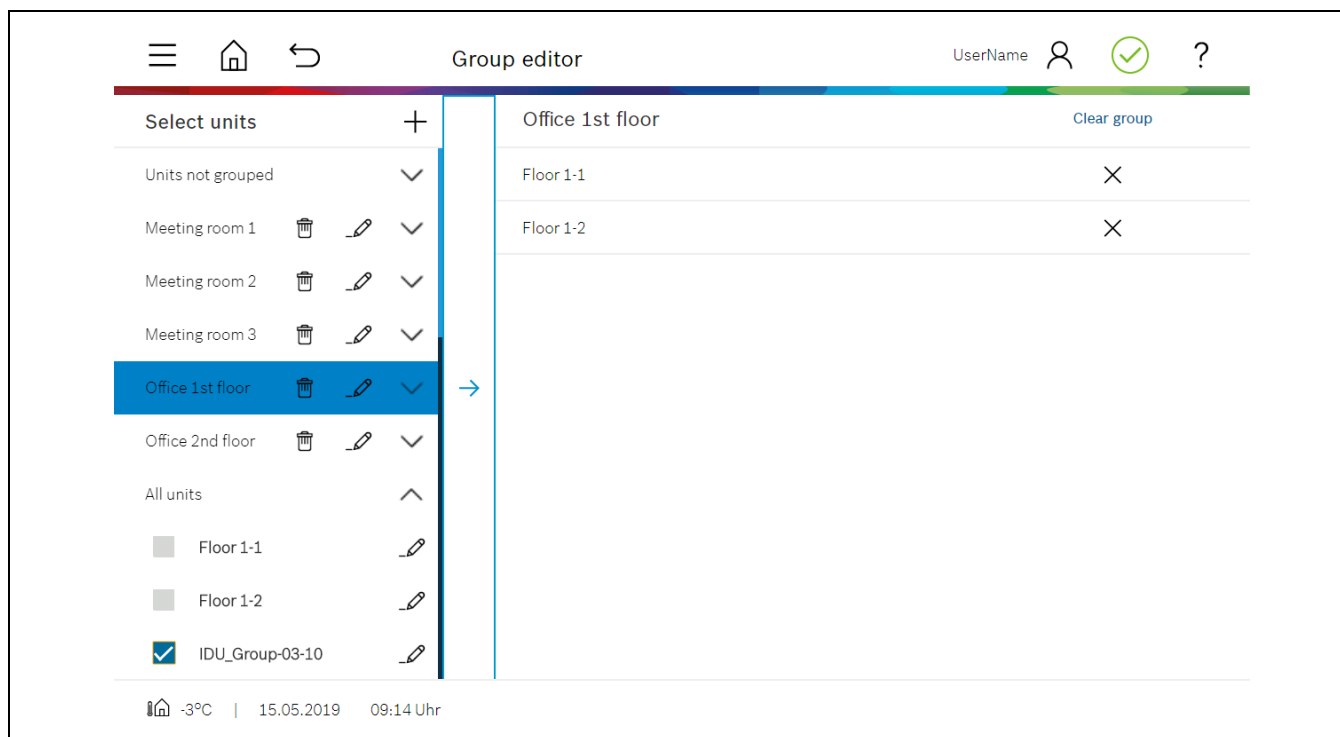 Group editor
UserName
?
Select units
Office 1st floor
Clear group
Units not grouped
Floor 1-1
Meeting room 1
Floor 1-2
Meeting room 2
Meeting room 3
Office 1st floor
Office 2nd floor
All units
Floor 1-1
Floor 1-2
IDU_Group-03-10
-3°C | 15.05.2019 09:14 Uhr